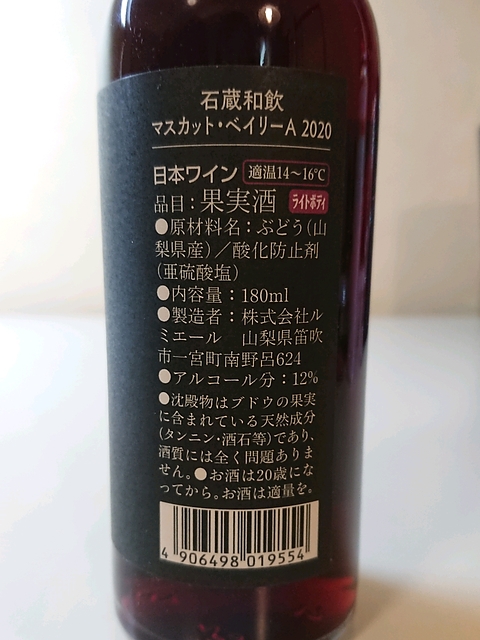 石蔵和飲
マスカット・ベイリーA 2020
日本ワイン 適温14〜16℃
品目：果実酒 ライトボディ
●原材料名：ぶどう(山
梨県産)／酸化防止剤
(亜硫酸塩)
●内容量：180ml
●製造者：株式会社ル
ミエール 山梨県笛吹
市一宮町南野呂624
●アルコール分：12%
●沈殿物はブドウの果実
に含まれている天然成分
(タンニン・酒石等)であり、
酒質には全く問題ありま
せん。●お酒は20歳にな
ってから。お酒は適量を。
4 906498 019554